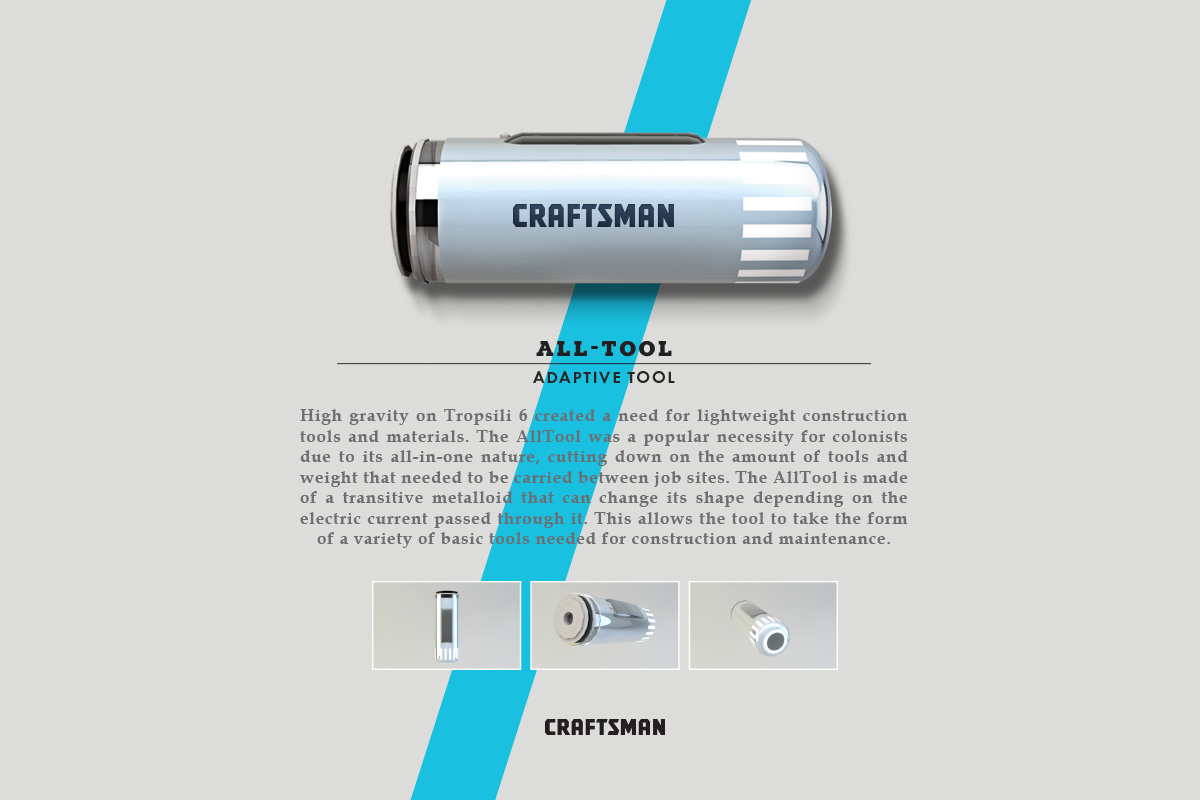 CRAFTSMAN
ALL-TOOL
ADAPTIVE TOOL
High gravity on Tropsili 6 created a need for lightweight construction
tools and materials. The AllTool was a popular necessity for colonists
due to its all-in-one nature, cutting down on the amount of tools and
weight that needed to be carried between job sites. The AllTool is made
of a transitive metalloid that can change its shape depending on the
electric current passed through it. This allows the tool to take the form
of a variety of basic tools needed for construction and maintenance.
CRAFTSMAN